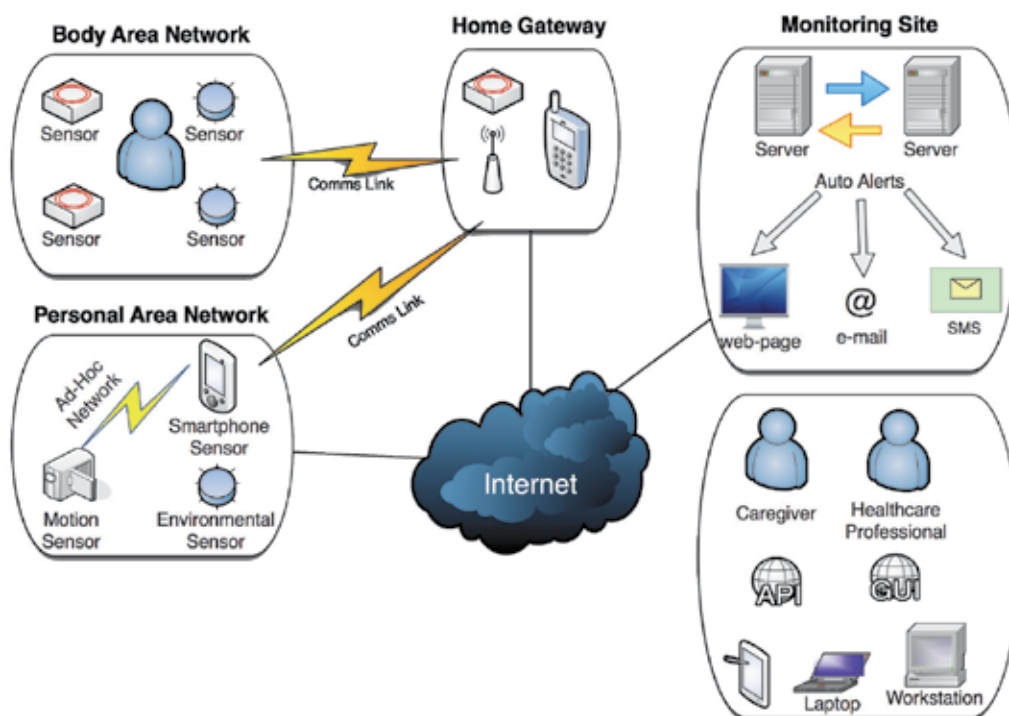 Body Area Network
Sensor
Sensor
Sensor
Sensor
Comms Link
Home Gateway
Monitoring Site
Server
Server
Auto Alerts
web-page
@
e-mail
SMS
Comms Link
Personal Area Network
Ad-Hoc
Network
Smartphone
Sensor
Motion
Sensor
Environmental
Sensor
Internet
Caregiver
Healthcare
Professional
API
GUI
Laptop
Workstation